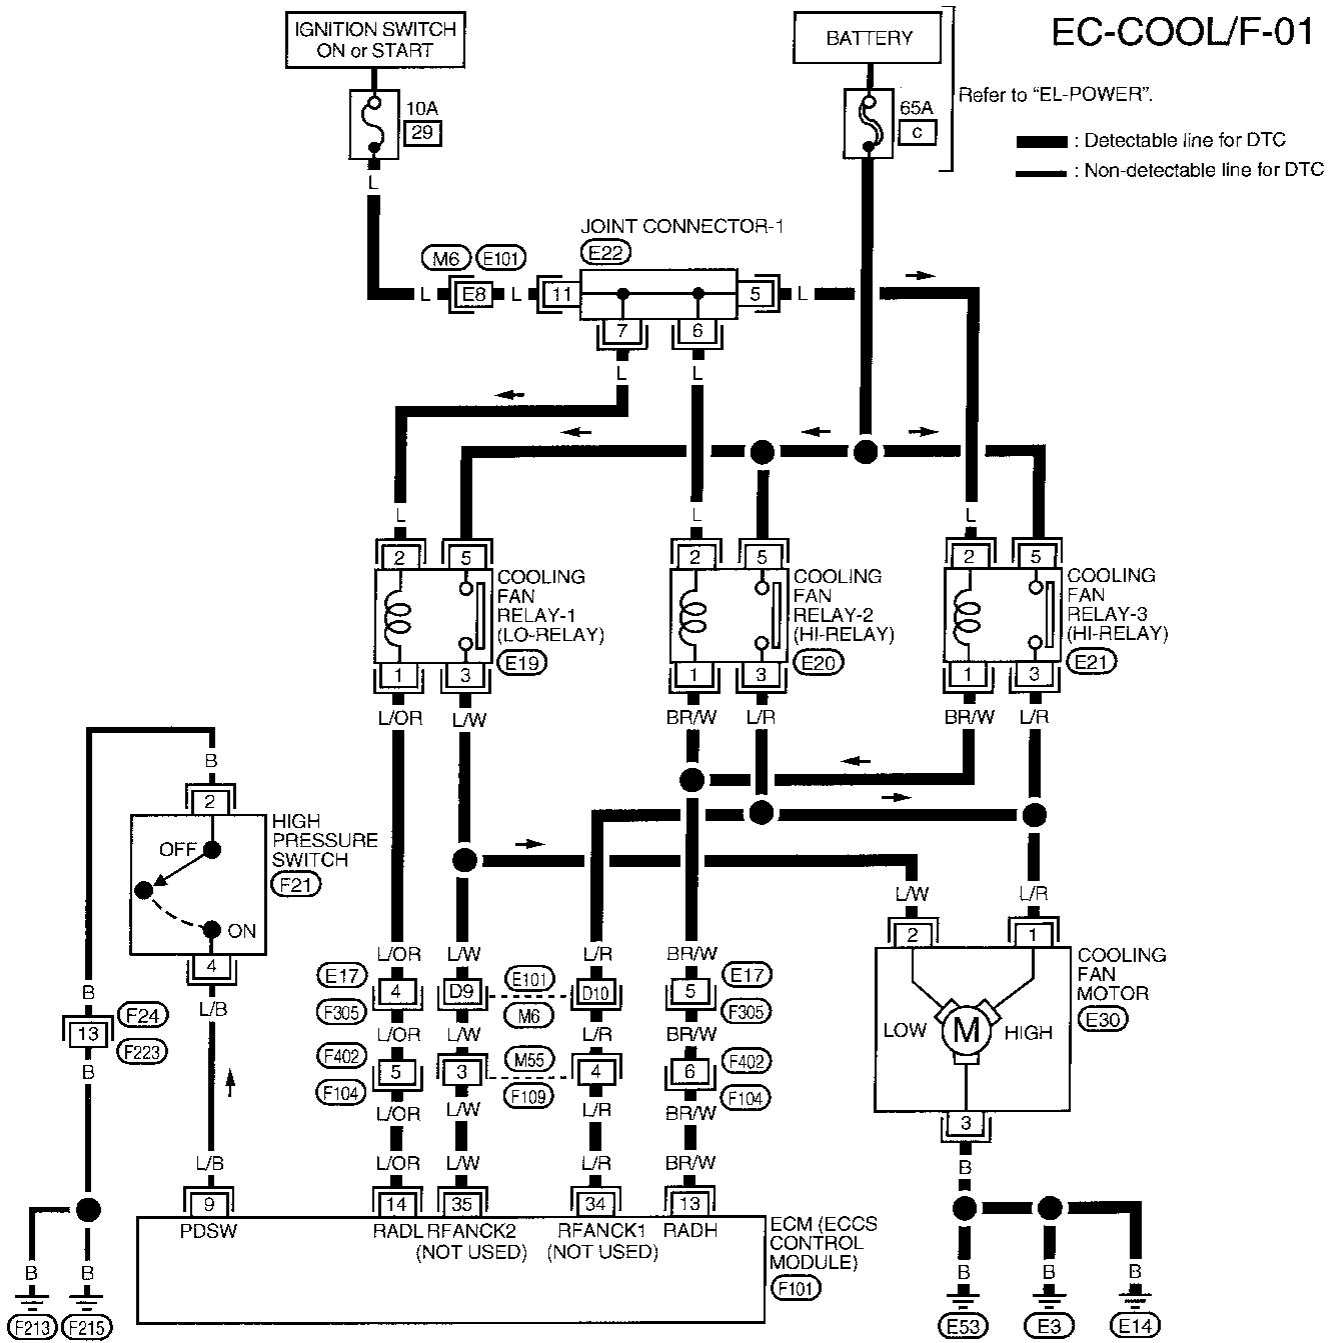 IGNITION SWITCH
ON or START
BATTERY
EC-COOL/F-01
10A
29
65A
C
Refer to "EL-POWER".
: Detectable line for DTC
: Non-detectable line for DTC
L
JOINT CONNECTOR-1
M6 E101
E22
L E8 L 11 5 L
7 6
L L
L L L
2 5 2 5 2 5
COOLING
FAN
RELAY-1
(LO-RELAY)
E19
COOLING
FAN
RELAY-2
(HI-RELAY)
E20
COOLING
FAN
RELAY-3
(HI-RELAY)
E21
1 3 1 3 1 3
L/OR L/W BR/W L/R BR/W L/R
B
2
HIGH
PRESSURE
SWITCH
F21
OFF
ON
4
L/W L/R
2 1
COOLING
FAN
MOTOR
E30
LOW M HIGH
3
B
L/OR L/W L/R BR/W
E17 4 D9 E101 D10 5 E17
F305 M6 F305
B L/B
13 F24
F223
B
L/OR L/W L/R BR/W
F402 5 3 M55 4 6 F402
F104 F109 F104
L/OR L/W L/R BR/W
L/B L/OR L/W L/R BR/W
9 14 35 34 13
PDSW RADL RFANCK2 RFANCK1 RADH
(NOT USED) (NOT USED)
ECM (ECCS
CONTROL
MODULE)
F101
B B B B B
F213 F215 E53 E3 E14